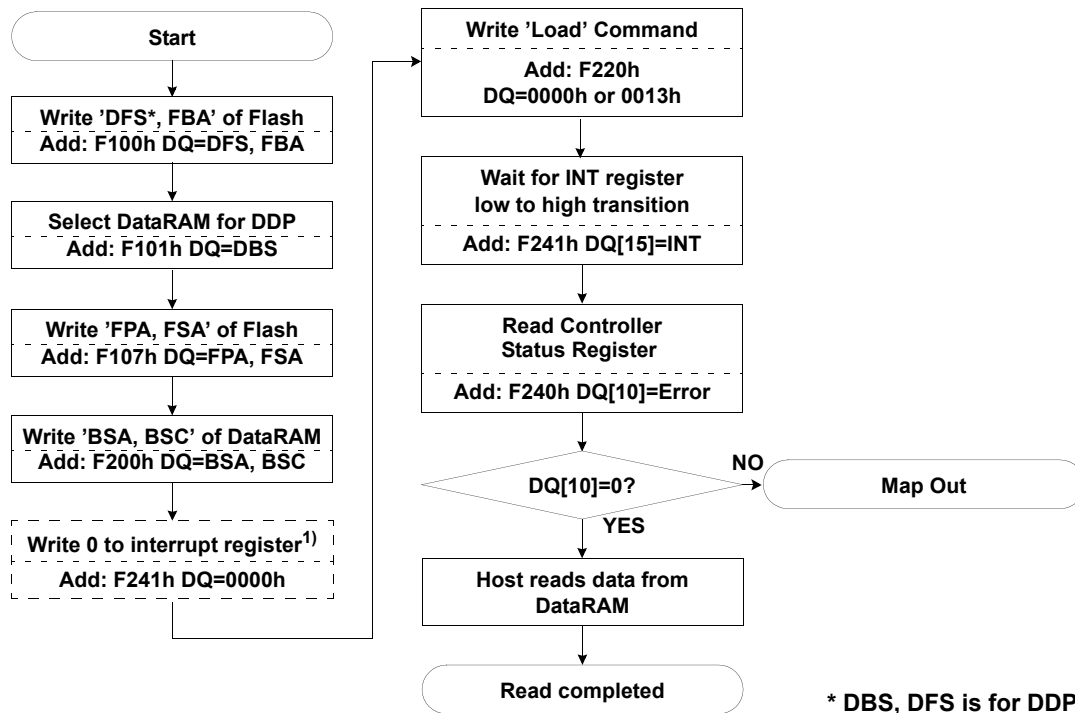 Start
Write ’DFS*, FBA’ of Flash
Add: F100h DQ=DFS, FBA
Select DataRAM for DDP
Add: F101h DQ=DBS
Write ’FPA, FSA’ of Flash
Add: F107h DQ=FPA, FSA
Write ’BSA, BSC’ of DataRAM
Add: F200h DQ=BSA, BSC
Write 0 to interrupt register1)
Add: F241h DQ=0000h
Write ’Load’ Command
Add: F220h
DQ=0000h or 0013h
Wait for INT register
low to high transition
Add: F241h DQ[15]=INT
Read Controller
Status Register
Add: F240h DQ[10]=Error
DQ[10]=0?
NO
Map Out
YES
Host reads data from
DataRAM
Read completed
* DBS, DFS is for DDP